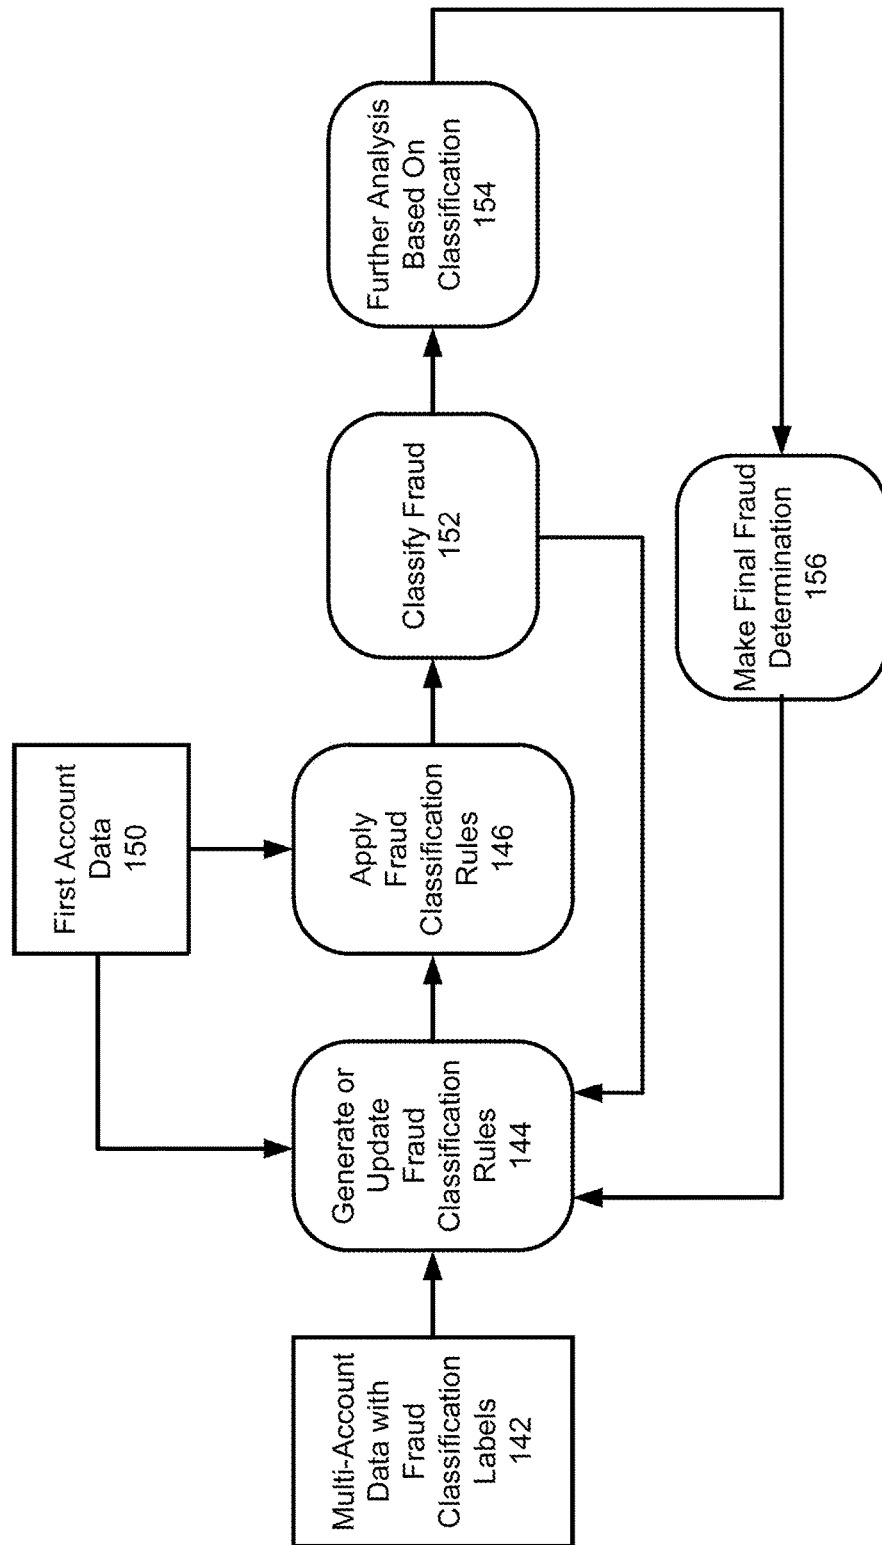 First Account
Data
150
Multi-Account
Data with
Fraud
Classification
Labels
142
Generate or
Update
Fraud
Classification
Rules
144
Apply
Fraud
Classification
Rules
146
Classify Fraud
152
Further Analysis
Based On
Classification
154
Make Final Fraud
Determination
156